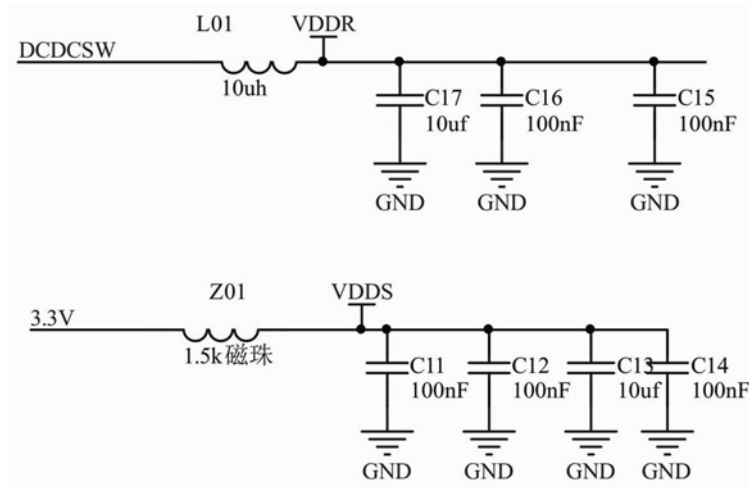 L01 VDDR
DCDCSW
10uh
C17 C16 C15
10uf 100nF 100nF
GND GND GND
Z01 VDDS
3.3V
1.5k磁珠
C11 C12 C13 C14
100nF 100nF 10uf 100nF
GND GND GND GND